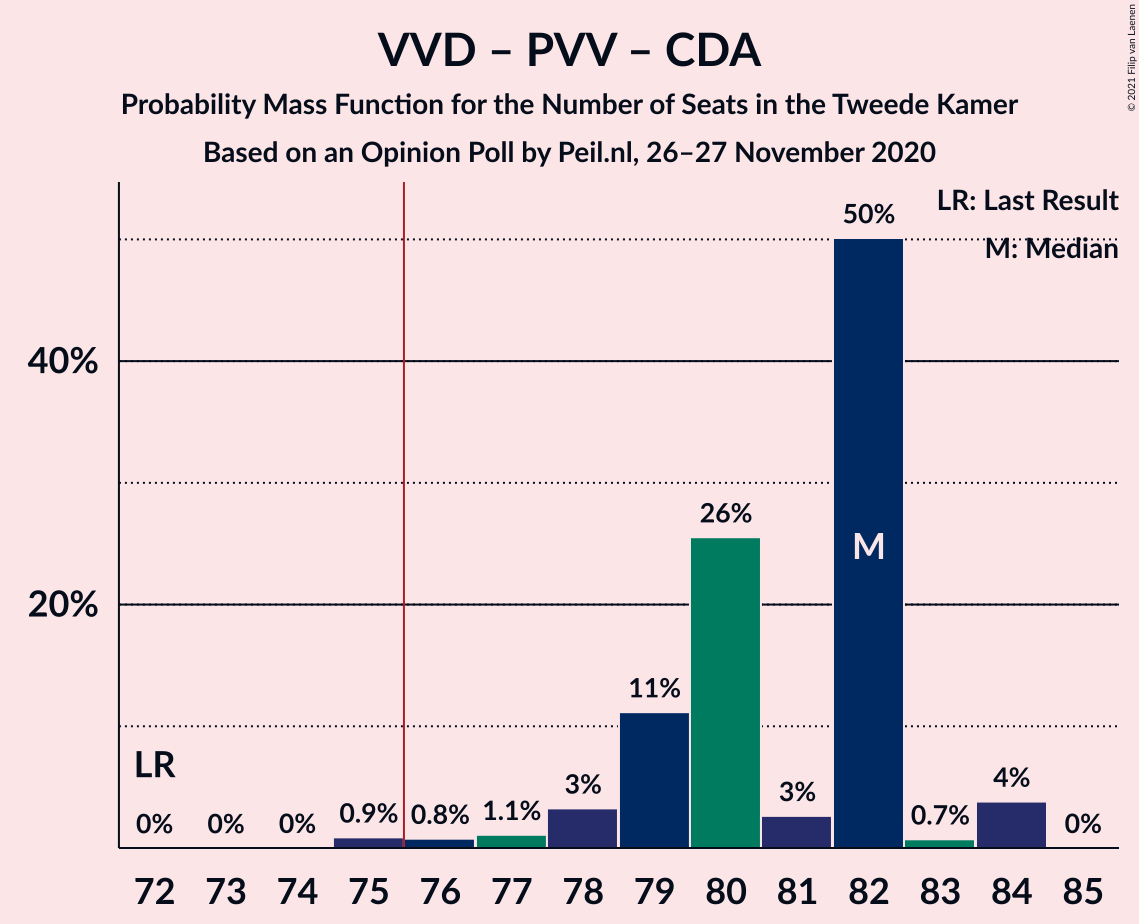 VVD – PVV – CDA
Probability Mass Function for the Number of Seats in the Tweede Kamer
Based on an Opinion Poll by Peil.nl, 26–27 November 2020
© 2021 Filip van Laenen
LR: Last Result
M: Median
40%
20%
LR
0%
0%
0%
0.9%
0.8%
1.1%
3%
11%
26%
3%
50%
M
0.7%
4%
0%
72 73 74 75 76 77 78 79 80 81 82 83 84 85